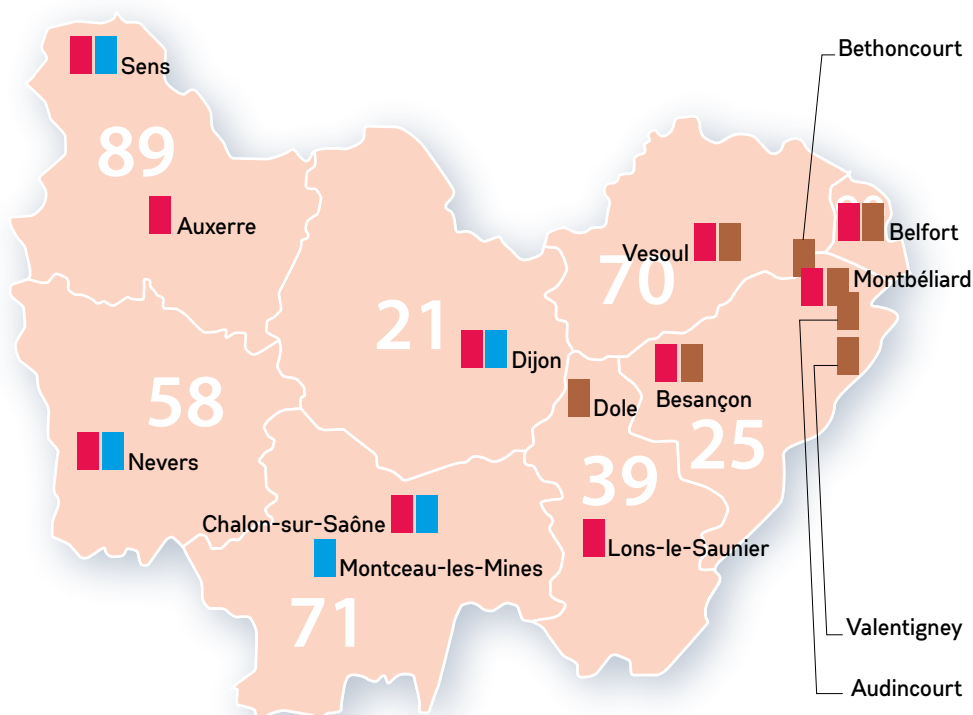 Bethoncourt
Sens
89
Auxerre
Belfort
Vesoul
70
Montbéliard
21
Dijon
58
Besançon
Dole
25
Nevers
39
Chalon-sur-Saône
Lons-le-Saunier
Montceau-les-Mines
71
Valentigney
Audincourt